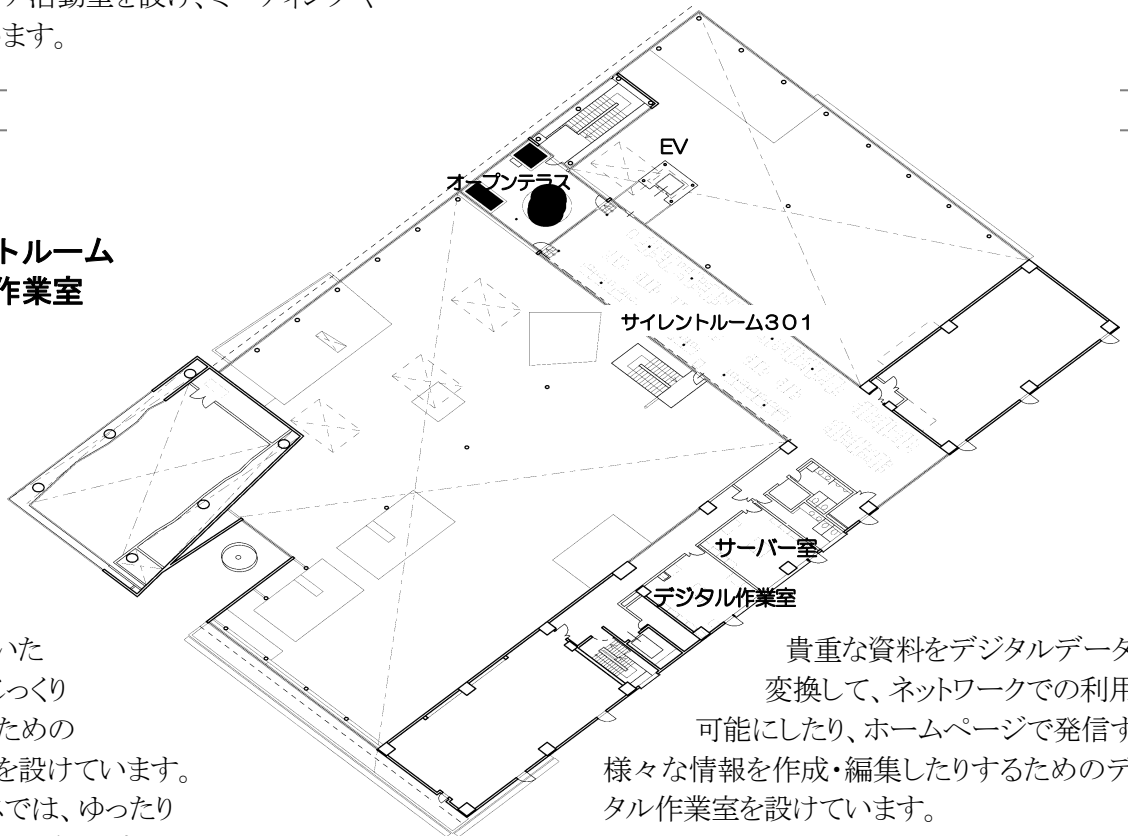 ア活動室を設け、ミーティングや
ます。
EV
オープンテラス
トルーム
作業室
サイレントルーム301
サーバー室
デジタル作業室
いた
じっくり
ための
を設けています。
では、ゆったり
貴重な資料をデジタルデータ
変換して、ネットワークでの利用
可能にしたり、ホームページで発信す
様々な情報を作成・編集したりするためのデ
タル作業室を設けています。